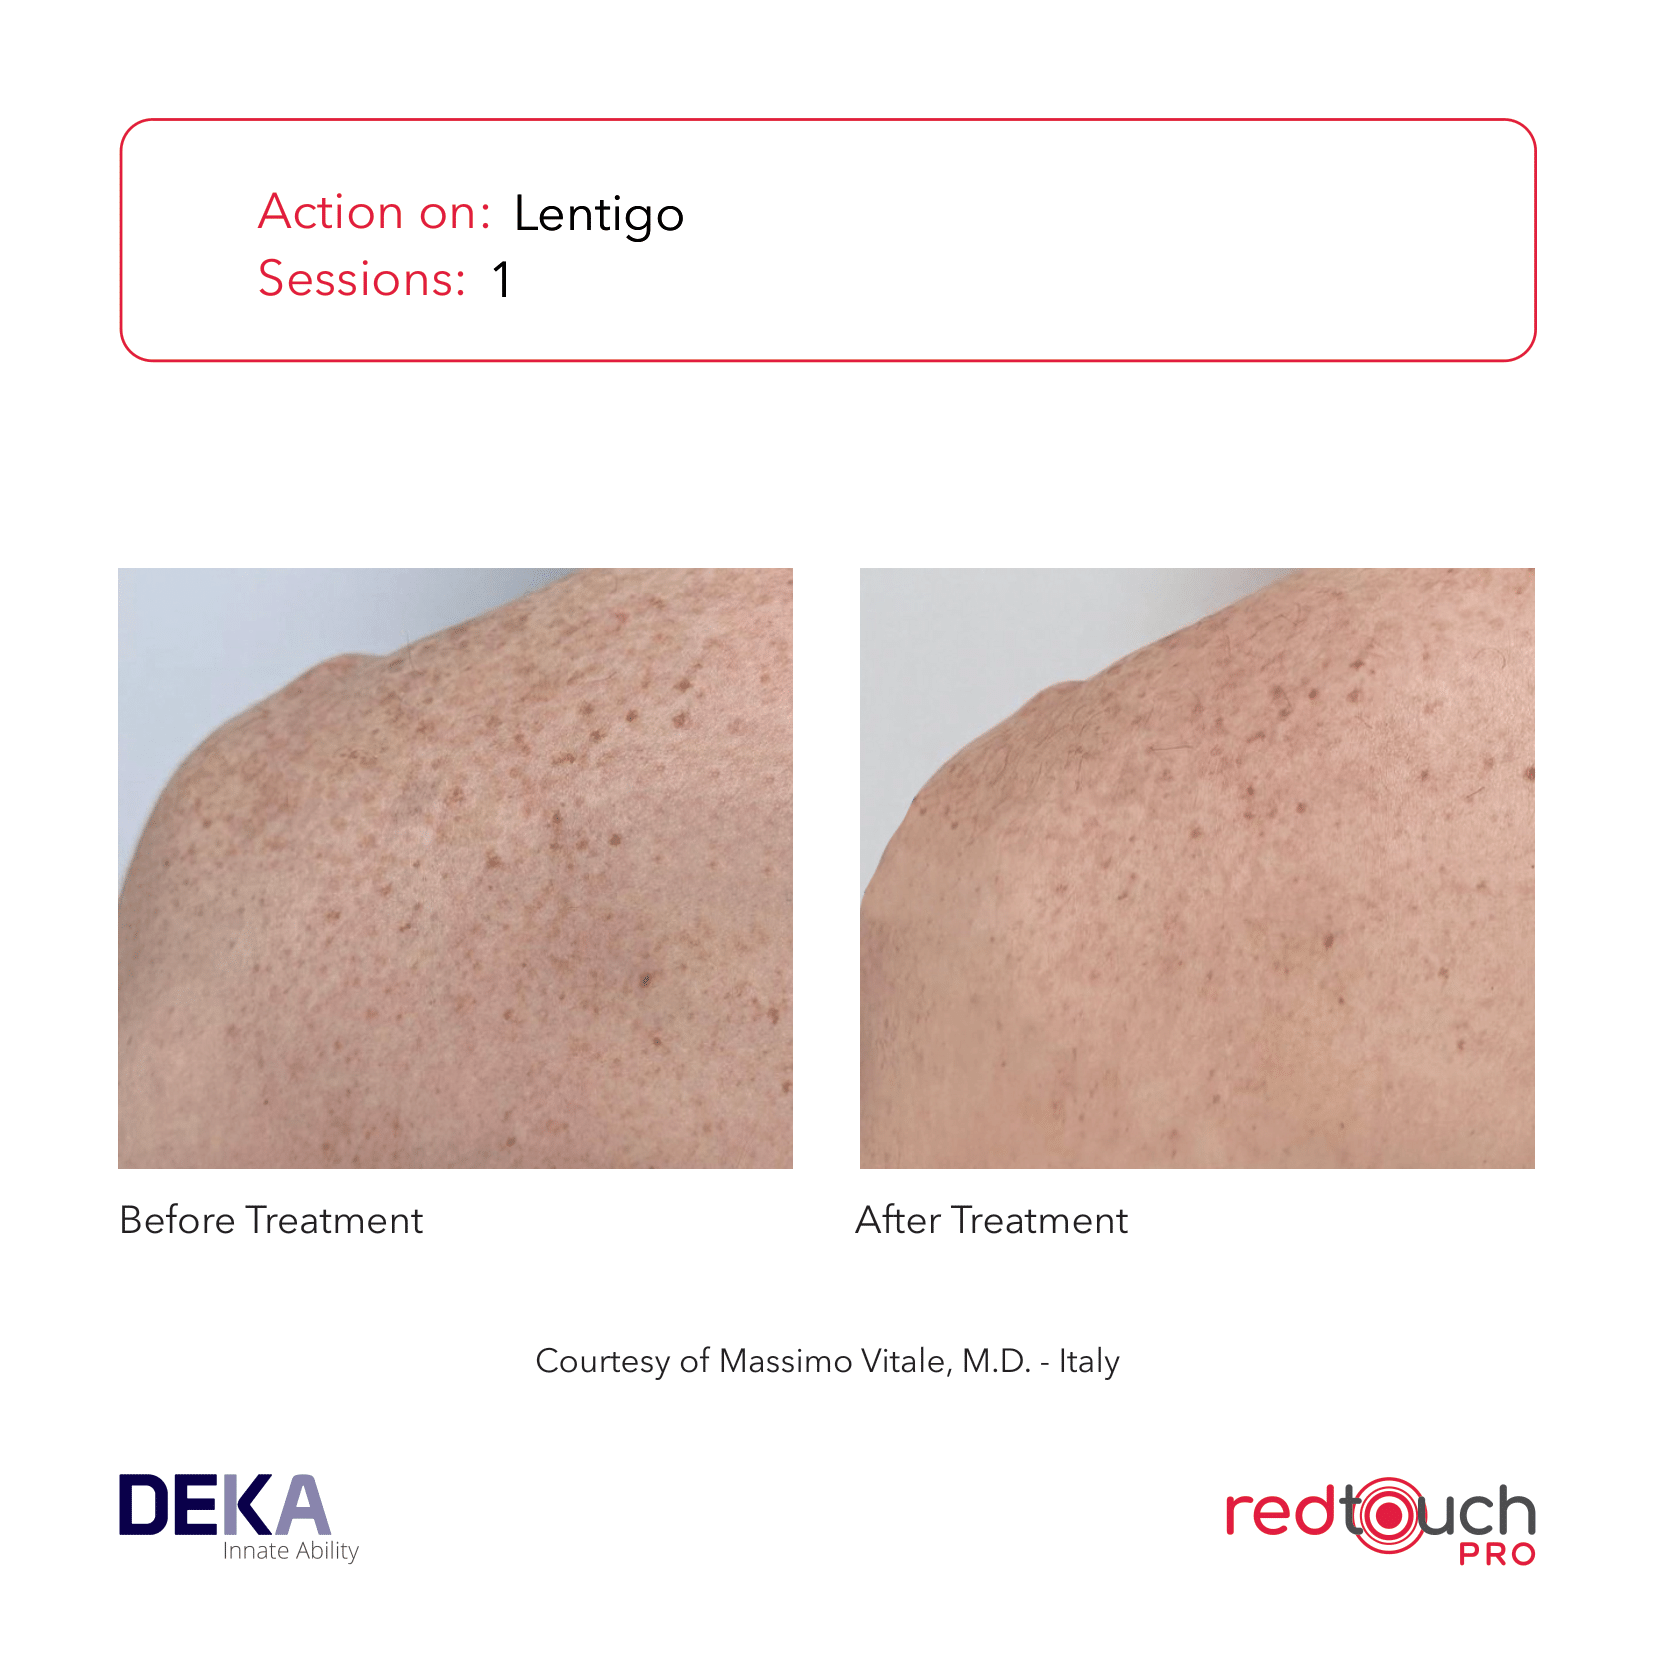 Action on: Lentigo
Sessions: 1
Before Treatment
After Treatment
Courtesy of Massimo Vitale, M.D. - Italy
DEKA
Innate Ability
redtouch
PRO